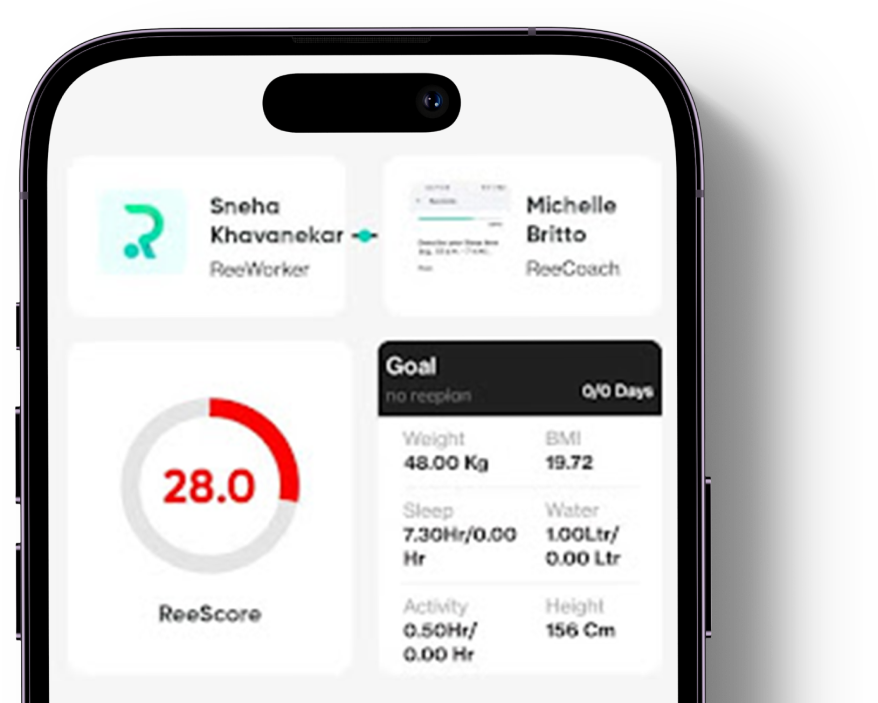 Sneha
Khavanekar
ReeWorker
Michelle
Britto
ReeCoach
28.0
ReeScore
Goal
no reeplan
0/0 Days
Weight
BMI
48.00 Kg
19.72
Sleep
Water
7.30Hr/0.00
Hr
1.00Ltr/
0.00 Ltr
Activity
Height
0.50Hr/
0.00 Hr
156 Cm